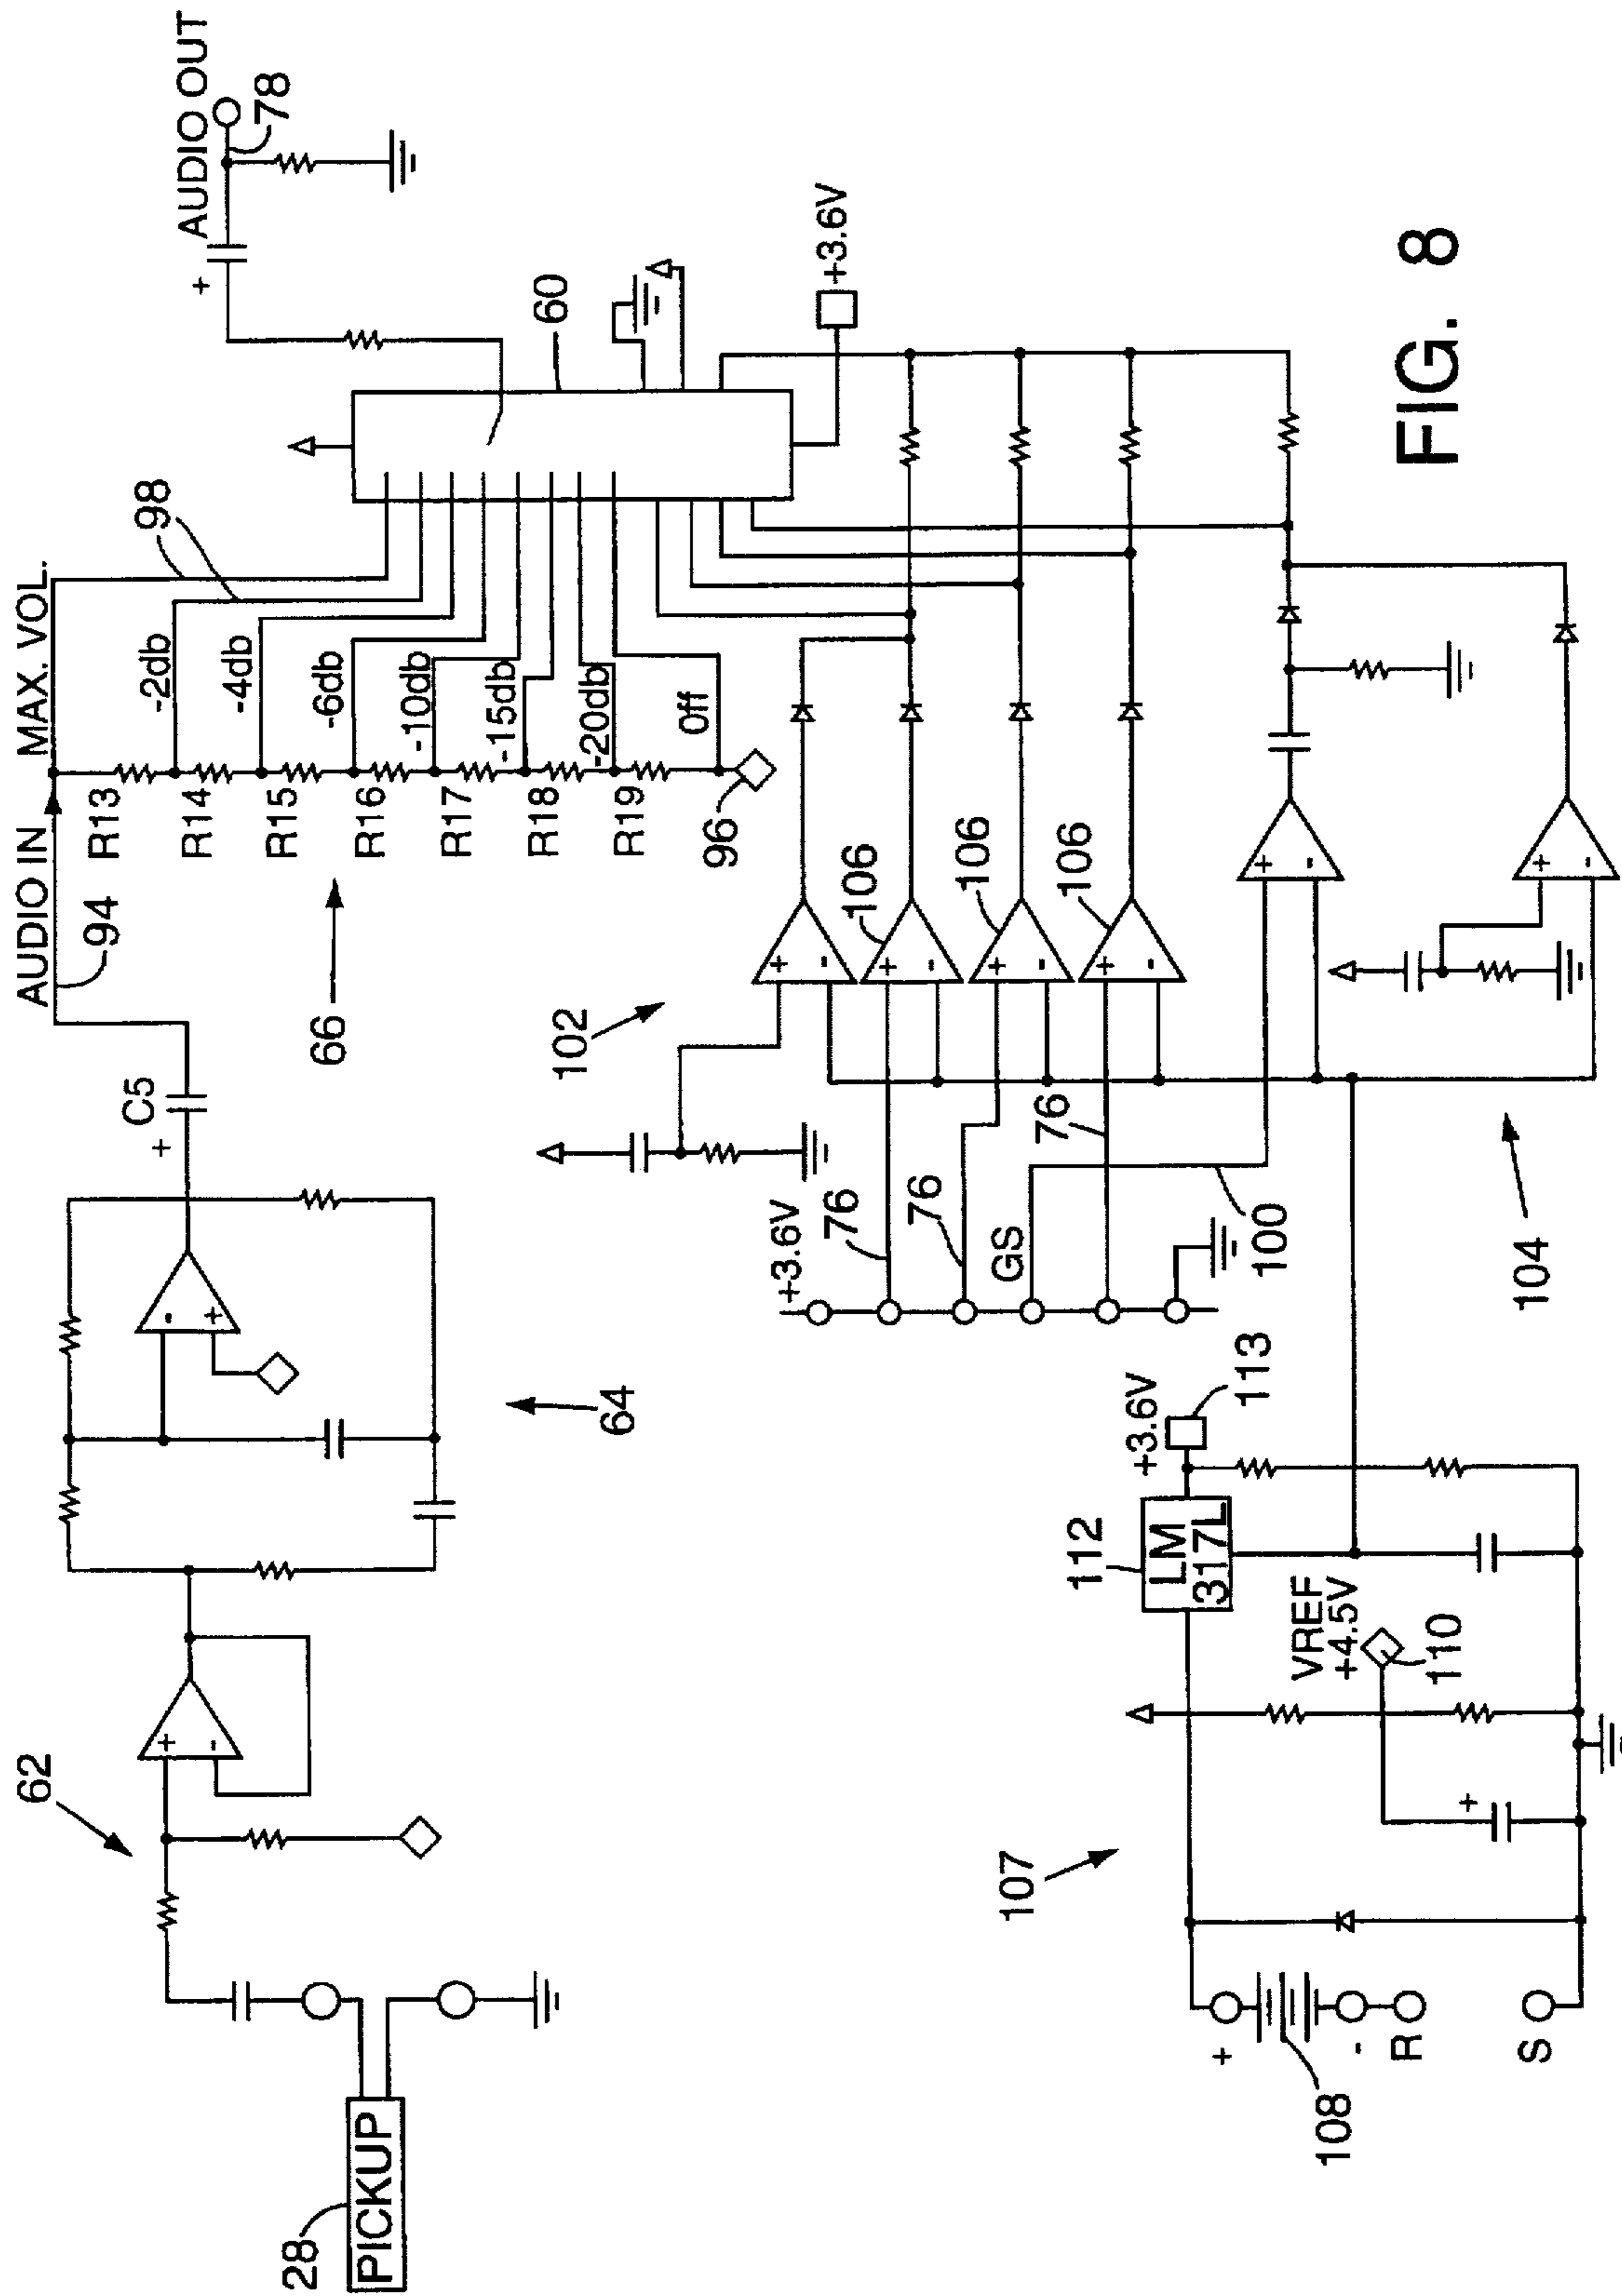 AUDIO IN
MAX. VOL.
94
98
AUDIO OUT
78
+
C5
+
62
+
-
-
+
64
28
PICKUP
66
R13
R14
R15
R16
R17
R18
R19
-2db
-4db
-6db
-10db
-15db
-20db
Off
96
60
+3.6V
102
+
-
+
-
106
+
-
106
+
-
106
+3.6V
76
76
GS
76
100
+
-
+
-
104
107
112
LM
317L
+3.6V
113
VREF
+4.5V
110
+
+
108
-
R
S
FIG. 8